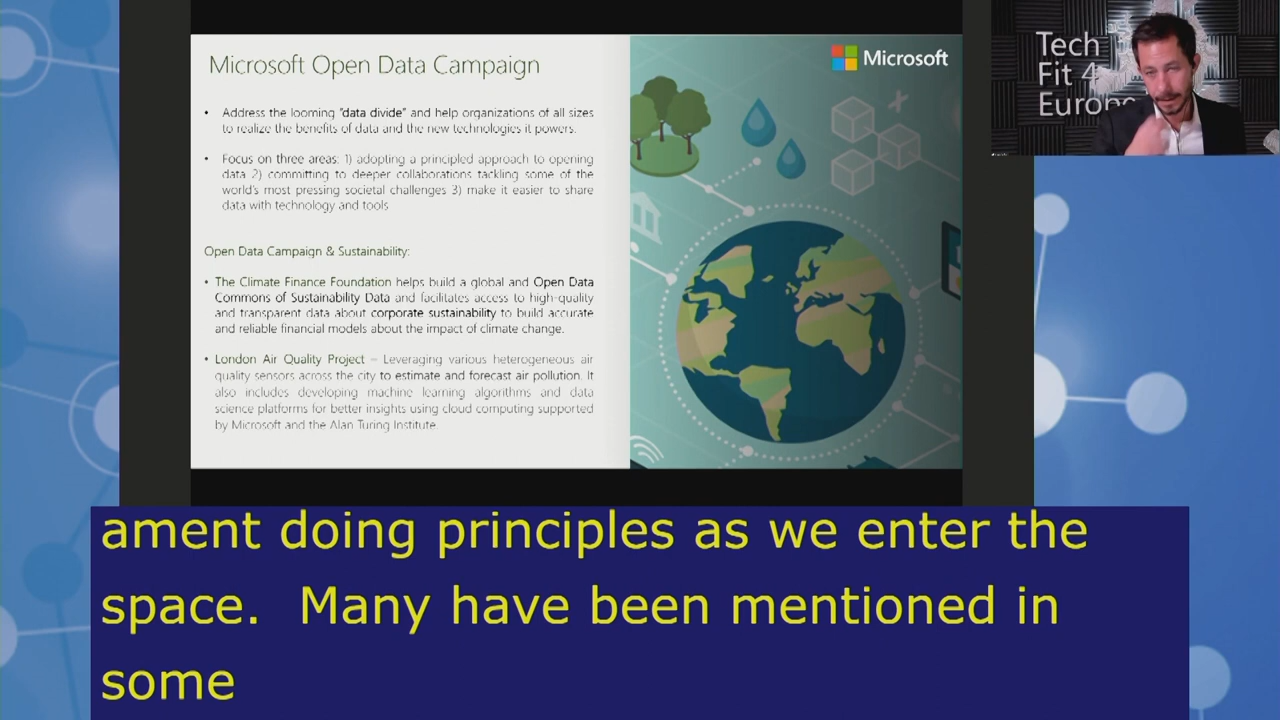 Microsoft Open Data Campaign
Microsoft
• Address the looming "data divide" and help organizations of all sizes
to realize the benefits of data and the new technologies it powers.
• Focus on three areas: 1) adopting a principled approach to opening
data 2) committing to deeper collaborations tackling some of the
world's most pressing societal challenges 3) make it easier to share
data with technology and tools
Open Data Campaign & Sustainability:
• The Climate Finance Foundation helps build a global and Open Data
Commons of Sustainability Data and facilitates access to high-quality
and transparent data about corporate sustainability to build accurate
and reliable financial models about the impact of climate change.
• London Air Quality Project – Leveraging various heterogeneous air
quality sensors across the city to estimate and forecast air pollution. It
also includes developing machine learning algorithms and data
science platforms for better insights using cloud computing supported
by Microsoft and the Alan Turing Institute.
Tech
Fit 4
Europe
ament doing principles as we enter the
space. Many have been mentioned in
some